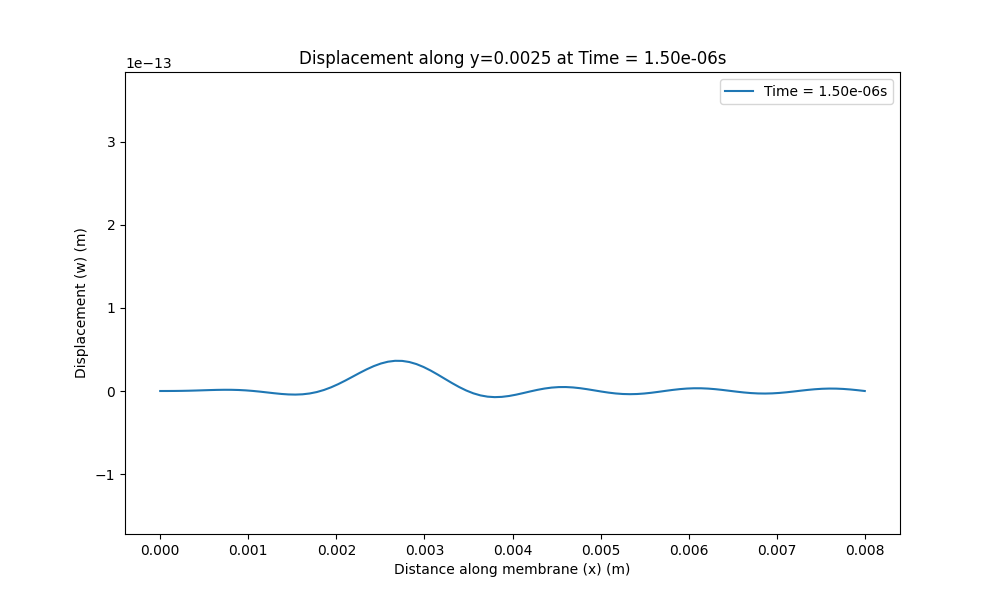 Displacement along y=0.0025 at Time = 1.50e-06s
1e−13
Time = 1.50e-06s
3
2
1
0
−1
Displacement (w) (m)
0.000 0.001 0.002 0.003 0.004 0.005 0.006 0.007 0.008
Distance along membrane (x) (m)